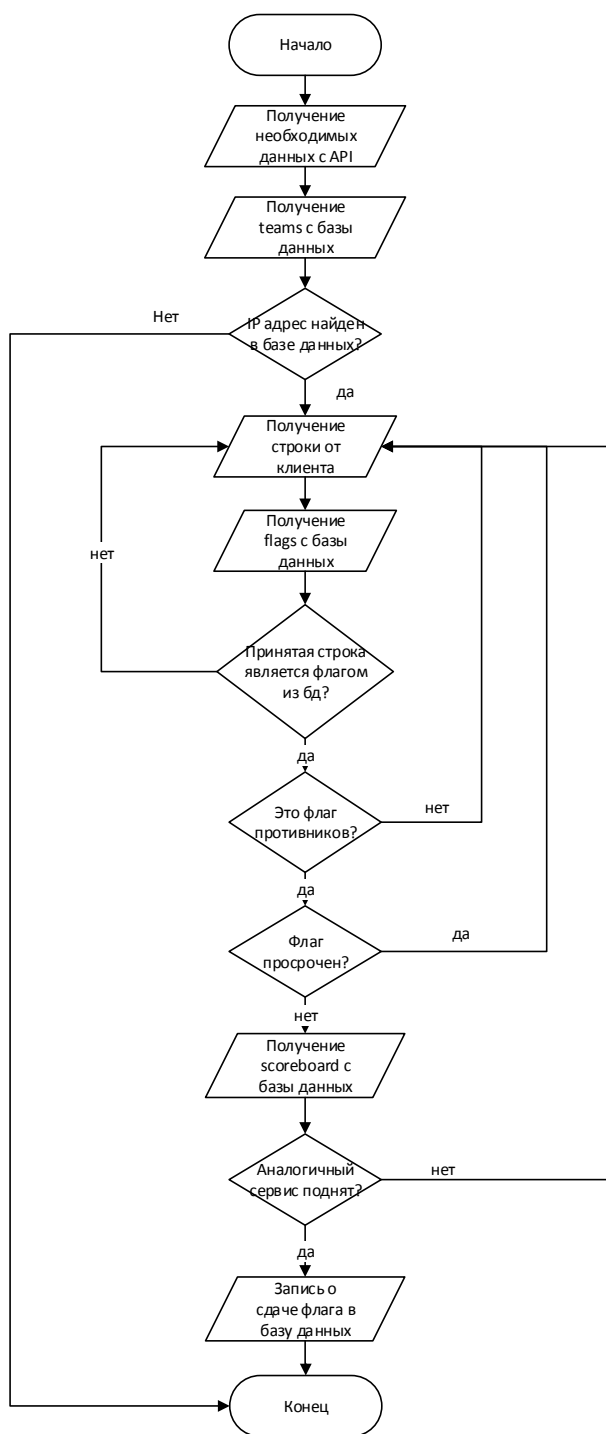 Начало
Получение
необходимых
данных с API
Получение
teams с базы
данных
Нет
IP адрес найден
в базе данных?
да
Получение
строки от
клиента
Получение
flags с базы
данных
нет
Принятая строка
является флагом
из бд?
да
Это флаг
противников?
нет
да
Флаг
просрочен?
да
нет
Получение
scoreboard с
базы данных
Аналогичный
сервис поднят?
нет
да
Запись о
сдаче флага в
базу данных
Конец